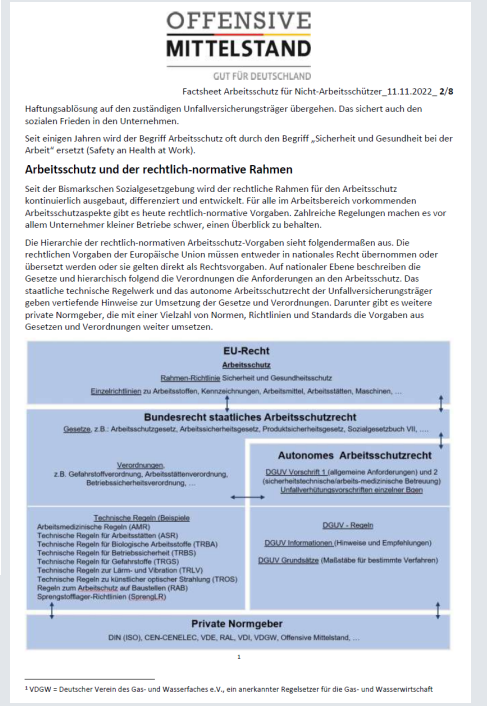 OFFENSIVE
MITTELSTAND
GUT FÜR DEUTSCHLAND
Factsheet Arbeitsschutz für Nicht-Arbeitsschützer_11.11.2022_ 2/8
Haftungsablösung auf den zuständigen Unfallversicherungsträger übergehen. Das sichert auch den
sozialen Frieden in den Unternehmen.
Seit einigen Jahren wird der Begriff Arbeitsschutz oft durch den Begriff „Sicherheit und Gesundheit bei der
Arbeit“ ersetzt (Safety an Health at Work).
Arbeitsschutz und der rechtlich-normative Rahmen
Seit der Bismarkschen Sozialgesetzgebung wird der rechtliche Rahmen für den Arbeitsschutz
kontinuierlich ausgebaut, differenziert und entwickelt. Für alle im Arbeitsbereich vorkommenden
Arbeitsschutzaspekte gibt es heute rechtlich-normative Vorgaben. Zahlreiche Regelungen machen es vor
allem Unternehmer kleiner Betriebe schwer, einen Überblick zu behalten.
Die Hierarchie der rechtlich-normativen Arbeitsschutz-Vorgaben sieht folgendermaßen aus. Die
rechtlichen Vorgaben der Europäische Union müssen entweder in nationales Recht übernommen oder
übersetzt werden oder sie gelten direkt als Rechtsvorgaben. Auf nationaler Ebene beschreiben die
Gesetze und hierarchisch folgend die Verordnungen die Anforderungen an den Arbeitsschutz. Das
staatliche technische Regelwerk und das autonome Arbeitsschutzrecht der Unfallversicherungsträger
geben vertiefende Hinweise zur Umsetzung der Gesetze und Verordnungen. Darunter gibt es weitere
private Normgeber, die mit einer Vielzahl von Normen, Richtlinien und Standards die Vorgaben aus
Gesetzen und Verordnungen weiter umsetzen.
EU-Recht
Arbeitsschutz
Rahmen-Richtlinie Sicherheit und Gesundheitsschutz
Einzelrichtlinien zu Arbeitsstoffen, Kennzeichnungen, Arbeitsmittel, Arbeitsstätten, Maschinen, …
Bundesrecht staatliches Arbeitsschutzrecht
Gesetze, z.B.: Arbeitsschutzgesetz, Arbeitssicherheitsgesetz, Produktsicherheitsgesetz, Sozialgesetzbuch VII, ….
Verordnungen,
z.B. Gefahrstoffverordnung, Arbeitsstättenverordnung,
Betriebssicherheitsverordnung, …
Autonomes Arbeitsschutzrecht
DGUV Vorschrift 1 (allgemeine Anforderungen) und 2
(sicherheitstechnische/arbeits-medizinische Betreuung)
Unfallverhütungsvorschriften einzelner Bgen
Technische Regeln (Beispiele
Arbeitsmedizinische Regeln (AMR)
Technische Regeln für Arbeitsstätten (ASR)
Technische Regeln für Biologische Arbeitsstoffe (TRBA)
Technische Regeln für Betriebssicherheit (TRBS)
Technische Regeln für Gefahrstoffe (TRGS)
Technische Regeln zur Lärm- und Vibration (TRLV)
Technische Regeln zu künstlicher optischer Strahlung (TROS)
Regeln zum Arbeitschutz auf Baustellen (RAB)
Sprengstofflager-Richtlinien (SprengLR)
DGUV - Regeln
DGUV Informationen (Hinweise und Empfehlungen)
DGUV Grundsätze (Maßstäbe für bestimmte Verfahren)
Private Normgeber
DIN (ISO), CEN-CENELEC, VDE, RAL, VDI, VDGW, Offensive Mittelstand, …
1
1 VDGW = Deutscher Verein des Gas- und Wasserfaches e.V., ein anerkannter Regelsetzer für die Gas- und Wasserwirtschaft